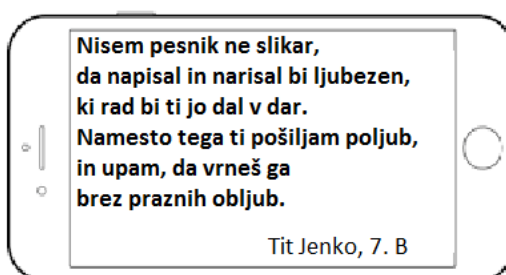 Nisem pesnik ne slikar,
da napisal in narisal bi ljubezen,
ki rad bi ti jo dal v dar.
Namesto tega ti pošiljam poljub,
in upam, da vrneš ga
brez praznih obljub.
Tit Jenko, 7. B